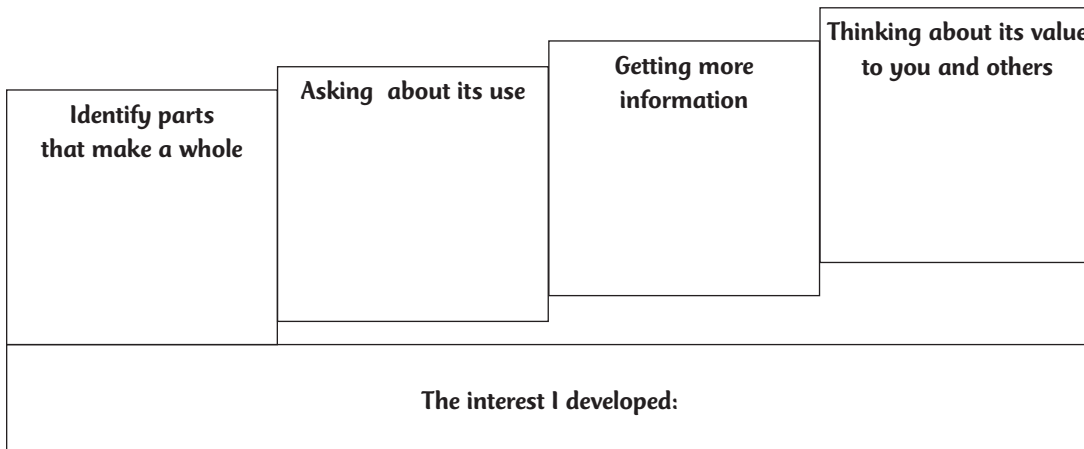 Identify parts
that make a whole
Asking  about its use
Getting more
information
Thinking about its value
to you and others
The interest I developed: